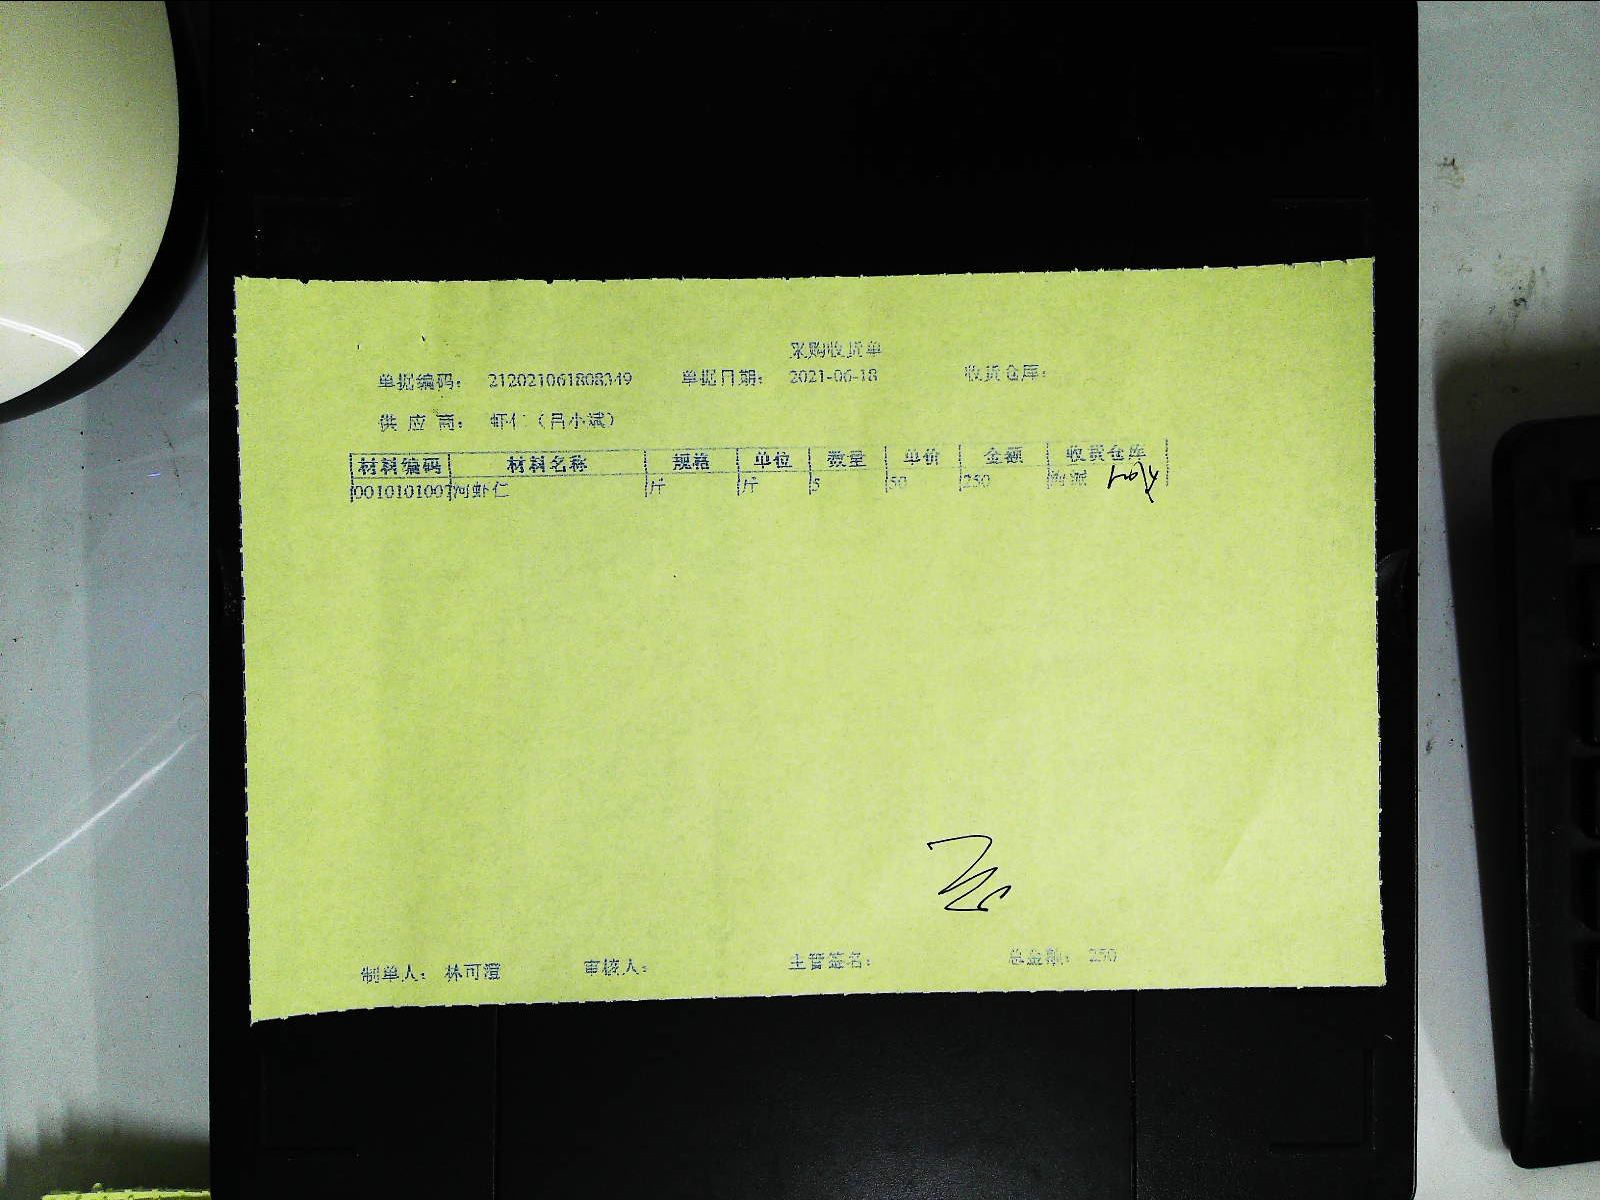 采购收货单
单据编码： 212021061808349 单据日期： 2021-06-18 收货仓库：
供 应 商： 虾仁（吕小斌）
材料编码 材料名称 规格 单位 数量 单价 金额 收货仓库
0010101007 河虾仁 斤 斤 5 50 250
制单人： 林可澄 审核人： 主管签名： 总金额： 250